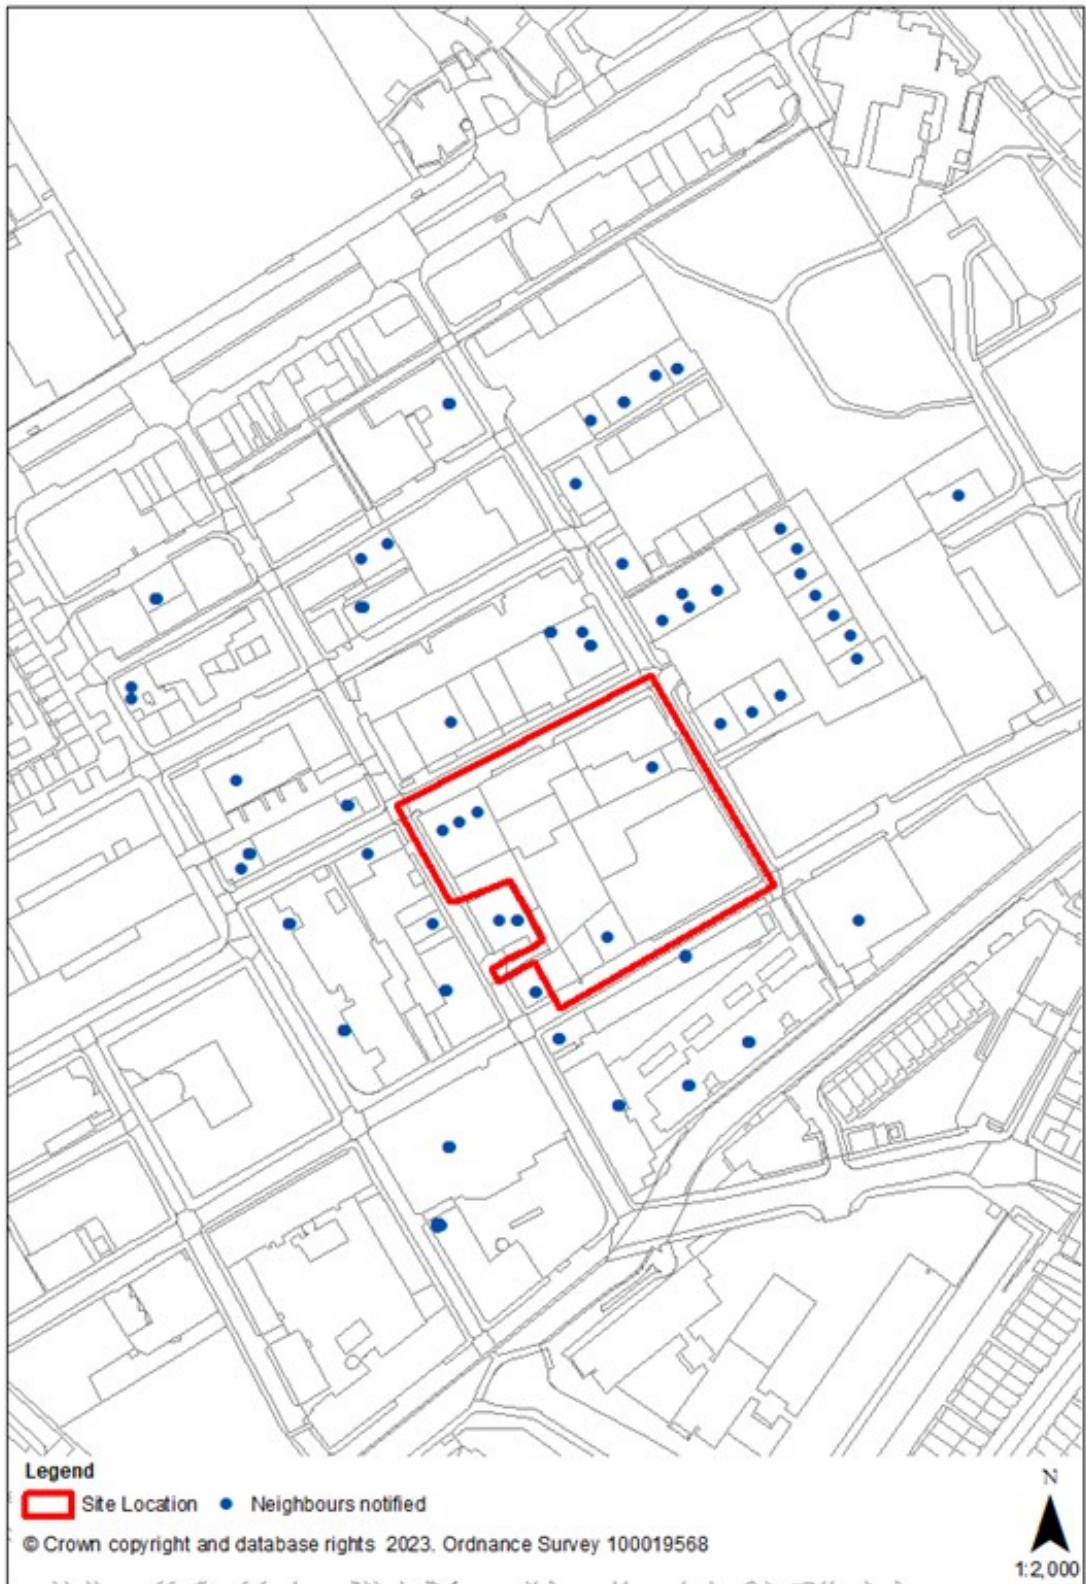 Legend
Site Location Neighbours notified
N
© Crown copyright and database rights 2023. Ordnance Survey 100019568
1:2,000